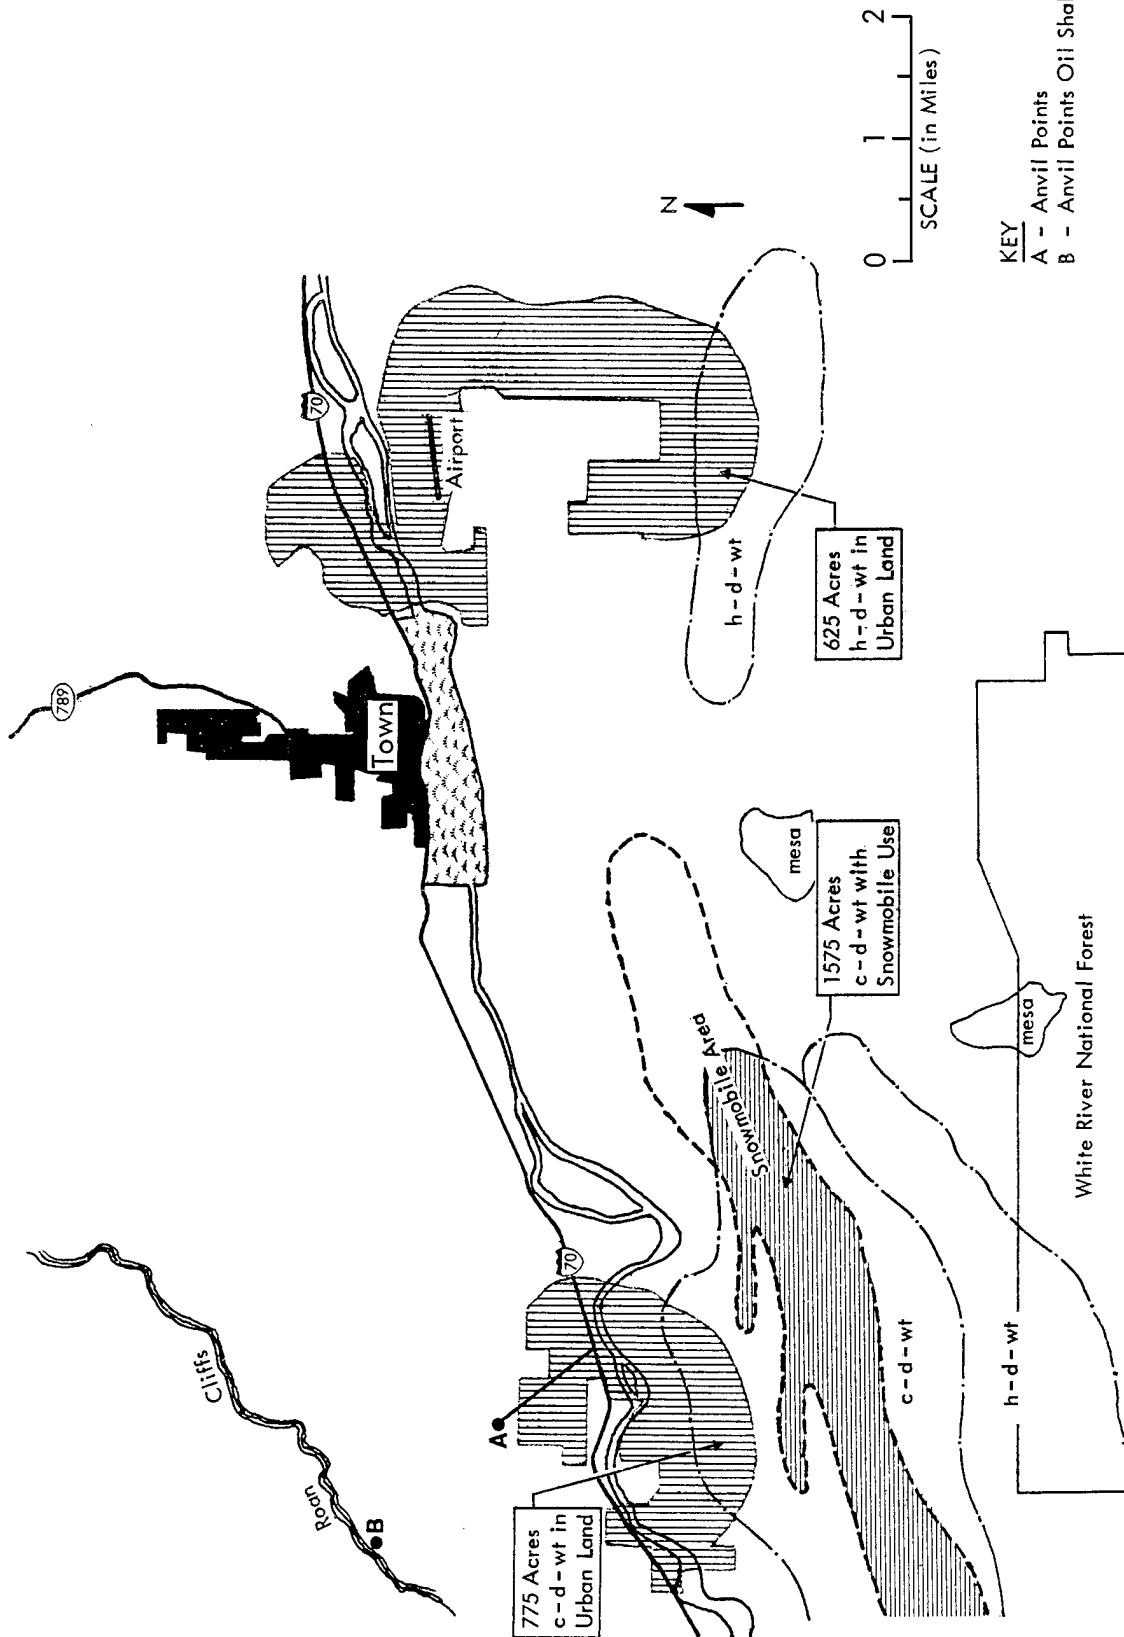 789
70
Town
Airport
Roan
Cliffs
B
A
70
775 Acres
c-d-wt in
Urban Land
Snowmobile Area
1575 Acres
c-d-wt with
Snowmobile Use
mesa
h-d-wt
625 Acres
h-d-wt in
Urban Land
c-d-wt
h-d-wt
mesa
White River National Forest
N
0 1 2
SCALE (in Miles)
KEY
A - Anvil Points
B - Anvil Points Oil